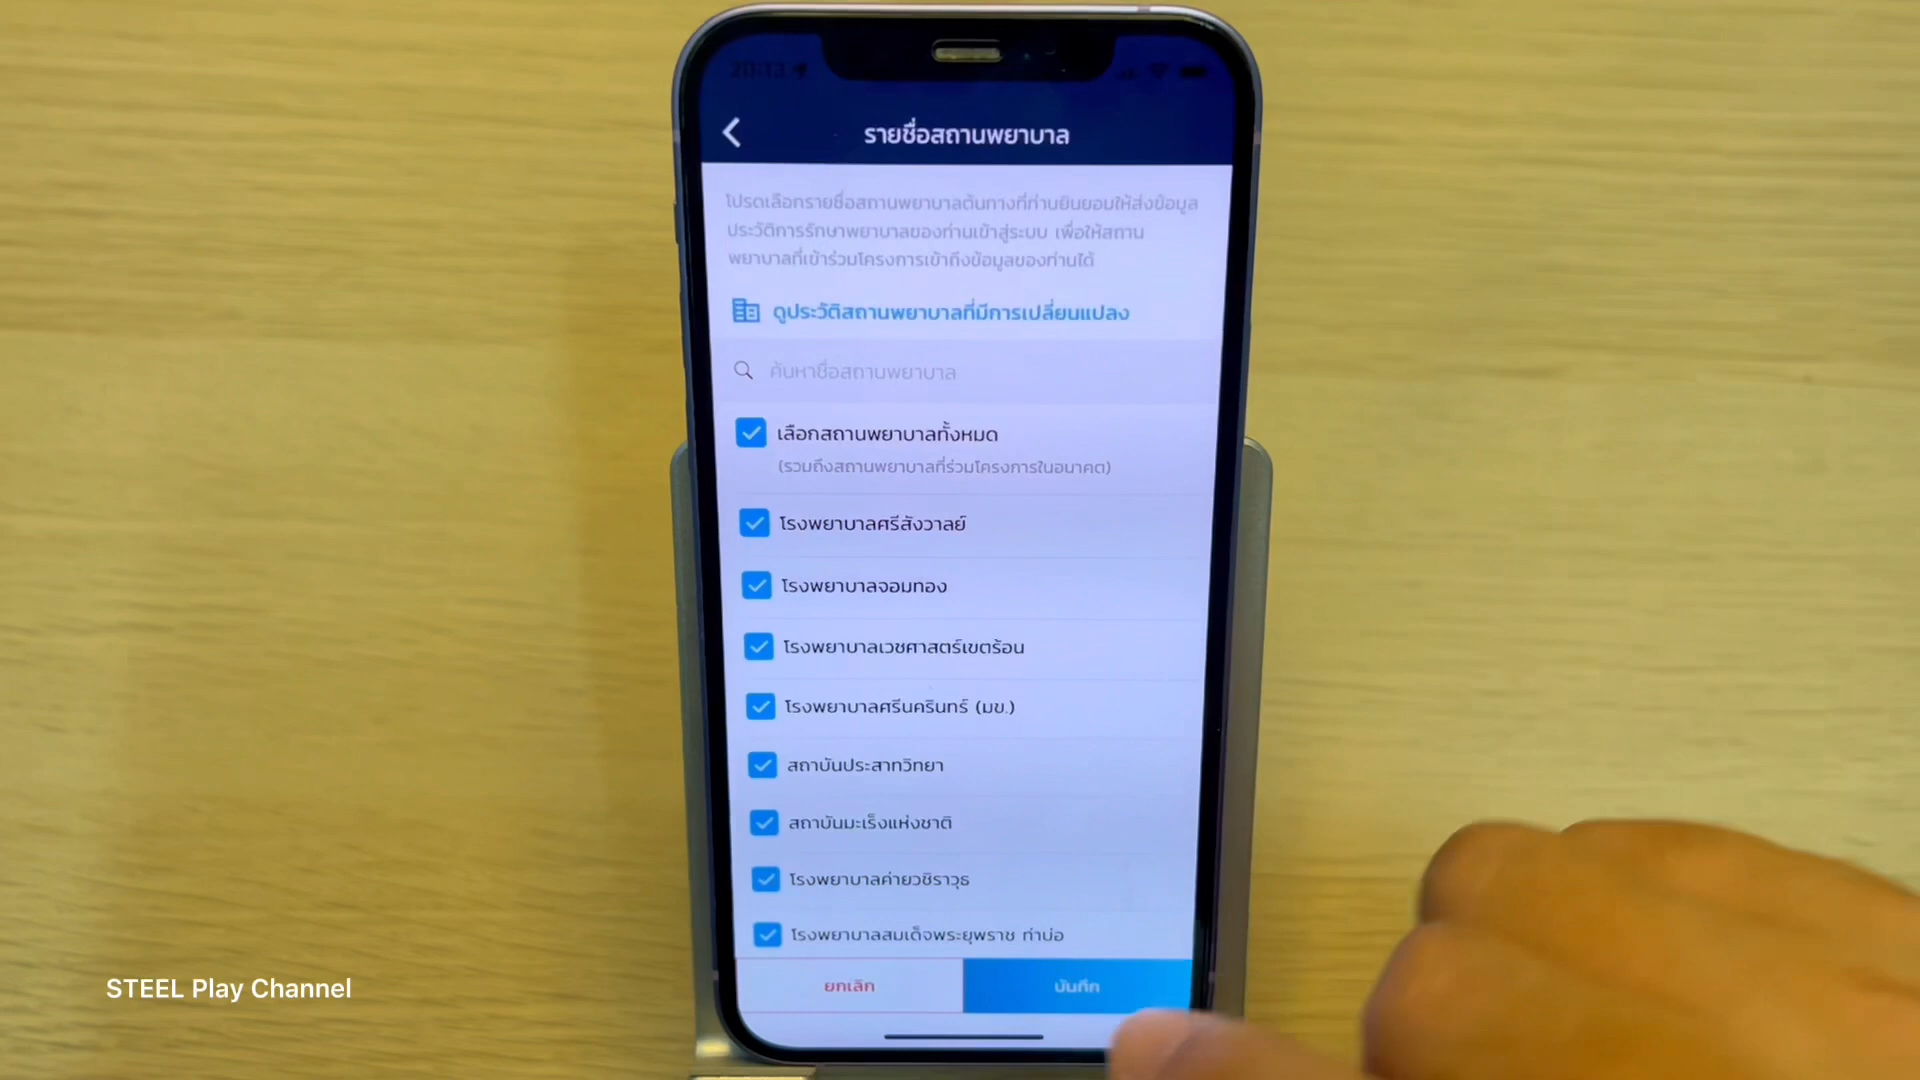 20:13
รายชื่อสถานพยาบาล
โปรดเลือกรายชื่อสถานพยาบาลต้นทางที่ท่านยินยอมให้ส่งข้อมูล
ประวัติการรักษาพยาบาลของท่านเข้าสู่ระบบ เพื่อให้สถาน
พยาบาลที่เข้าร่วมโครงการเข้าถึงข้อมูลของท่านได้
ดูประวัติสถานพยาบาลที่มีการเปลี่ยนแปลง
ค้นหาชื่อสถานพยาบาล
เลือกสถานพยาบาลทั้งหมด
(รวมถึงสถานพยาบาลที่ร่วมโครงการในอนาคต)
โรงพยาบาลศรีสังวาลย์
โรงพยาบาลจอมทอง
โรงพยาบาลเวชศาสตร์เขตร้อน
โรงพยาบาลศรีนครินทร์ (มข.)
สถาบันประสาทวิทยา
สถาบันมะเร็งแห่งชาติ
โรงพยาบาลค่ายวชิราวุธ
โรงพยาบาลสมเด็จพระยุพราช ท่าบ่อ
ยกเลิก บันทึก
STEEL Play Channel